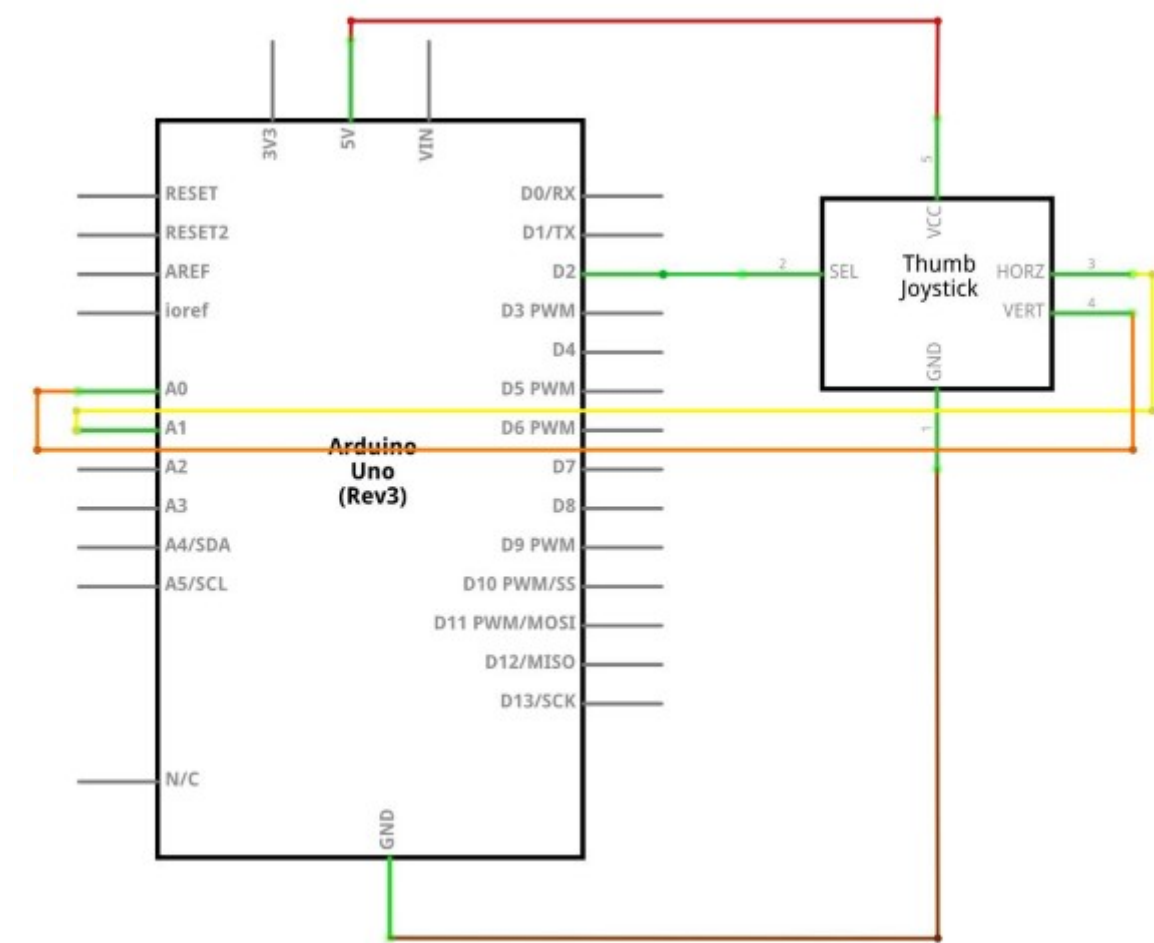 3V3
5V
VIN
RESET
RESET2
AREF
ioref
A0
A1
A2
A3
A4/SDA
A5/SCL
N/C
Arduino
Uno
(Rev3)
D0/RX
D1/TX
D2
D3 PWM
D4
D5 PWM
D6 PWM
D7
D8
D9 PWM
D10 PWM/SS
D11 PWM/MOSI
D12/MISO
D13/SCK
GND
5
VCC
2
SEL
Thumb
Joystick
HORZ
3
VERT
4
GND
1